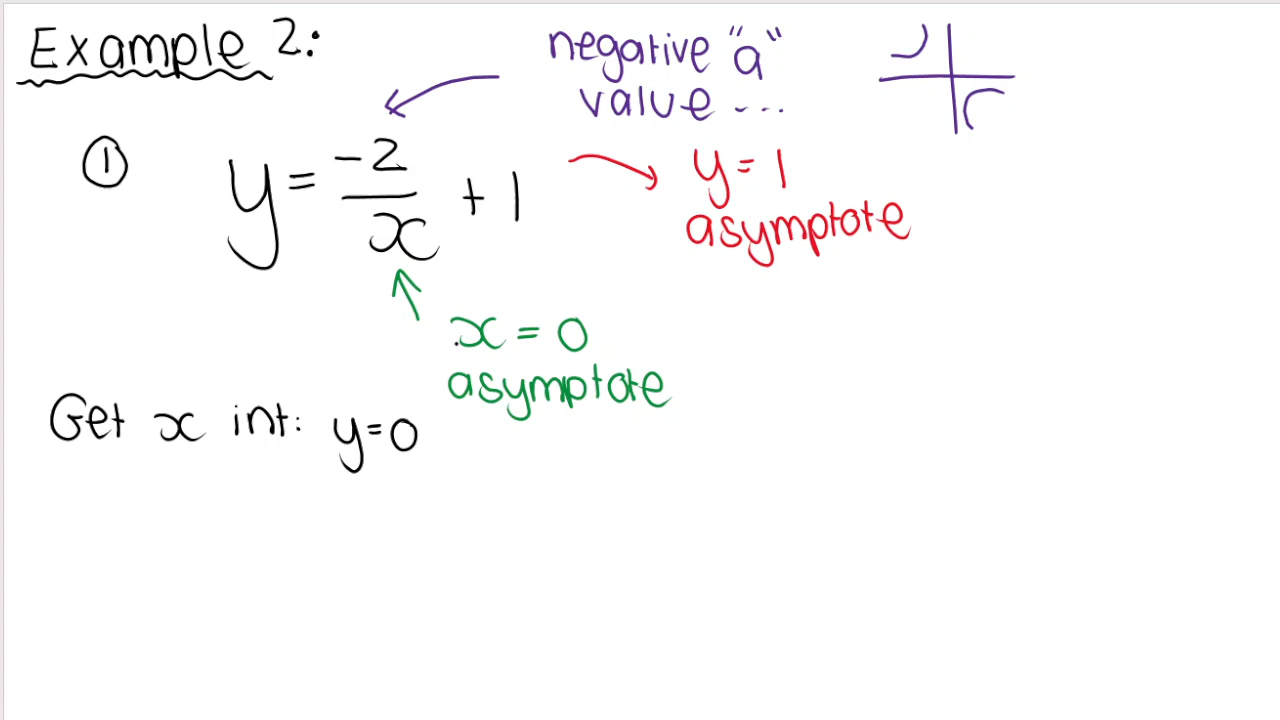 Example 2:
negative "a"
value ...
① y = -2/x + 1
y = 1
asymptote
x = 0
asymptote
Get x int: y=0